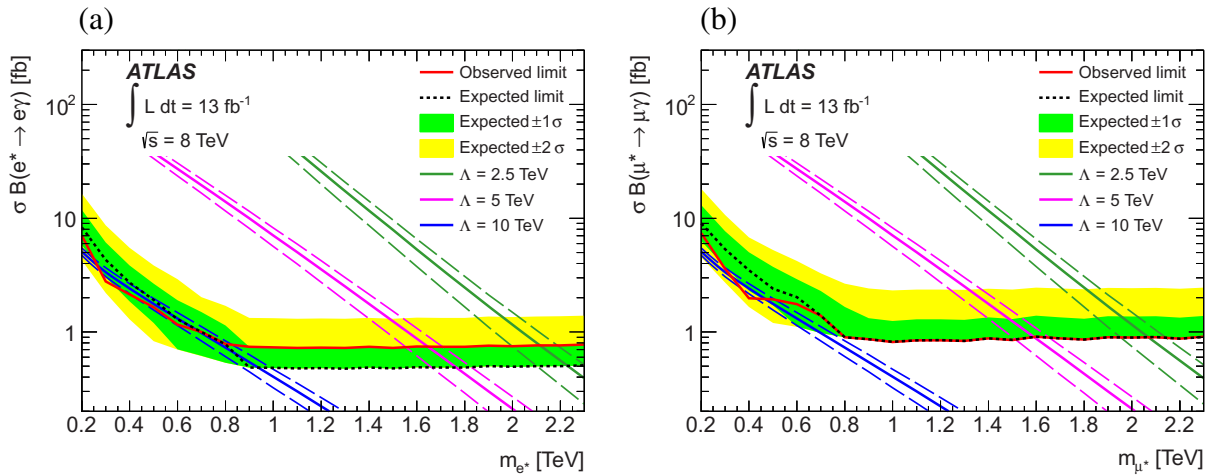 (a)
σ B(e* → eγ) [fb]
10²
10
1
ATLAS
∫ L dt = 13 fb⁻¹
√s = 8 TeV
Observed limit
Expected limit
Expected ±1σ
Expected ±2 σ
Λ = 2.5 TeV
Λ = 5 TeV
Λ = 10 TeV
0.2 0.4 0.6 0.8 1 1.2 1.4 1.6 1.8 2 2.2
m_e* [TeV]
(b)
σ B(μ* → μγ) [fb]
10²
10
1
ATLAS
∫ L dt = 13 fb⁻¹
√s = 8 TeV
Observed limit
Expected limit
Expected ±1σ
Expected ±2 σ
Λ = 2.5 TeV
Λ = 5 TeV
Λ = 10 TeV
0.2 0.4 0.6 0.8 1 1.2 1.4 1.6 1.8 2 2.2
m_μ* [TeV]